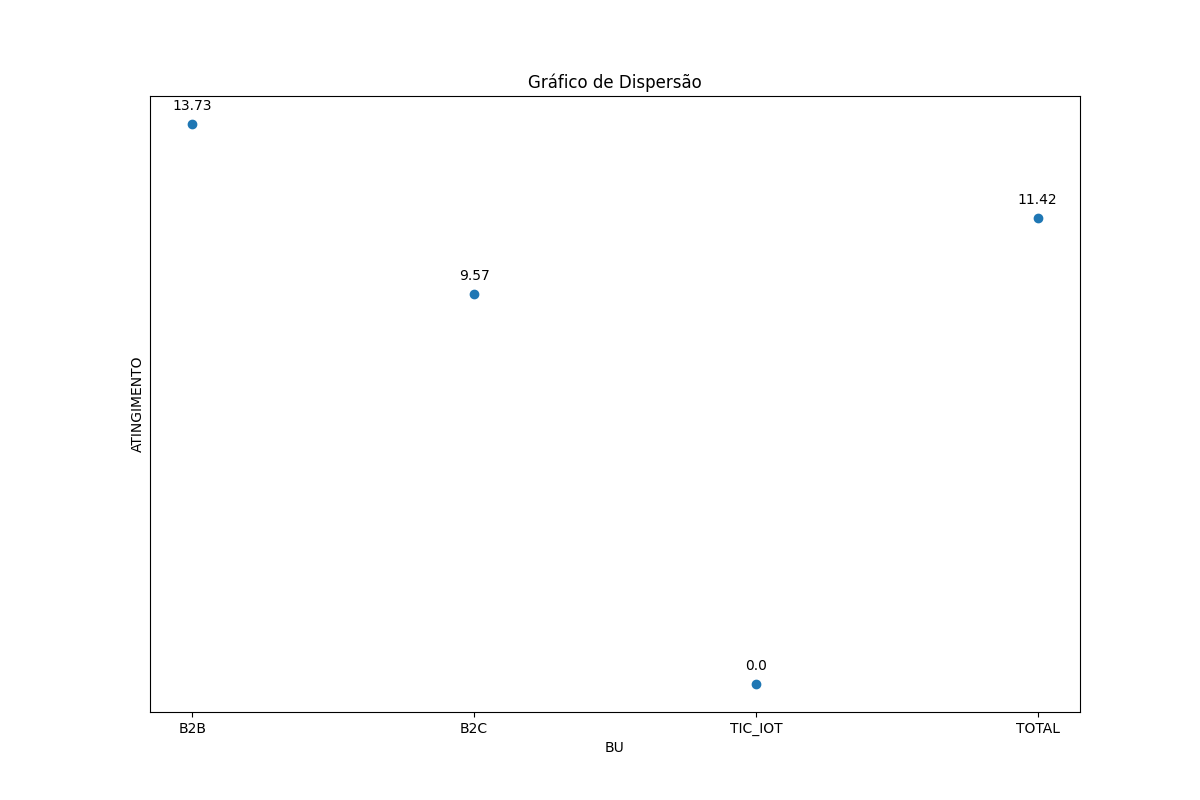 Gráfico de Dispersão
13.73
11.42
9.57
ATINGIMENTO
0.0
B2B
B2C
TIC_IOT
TOTAL
BU